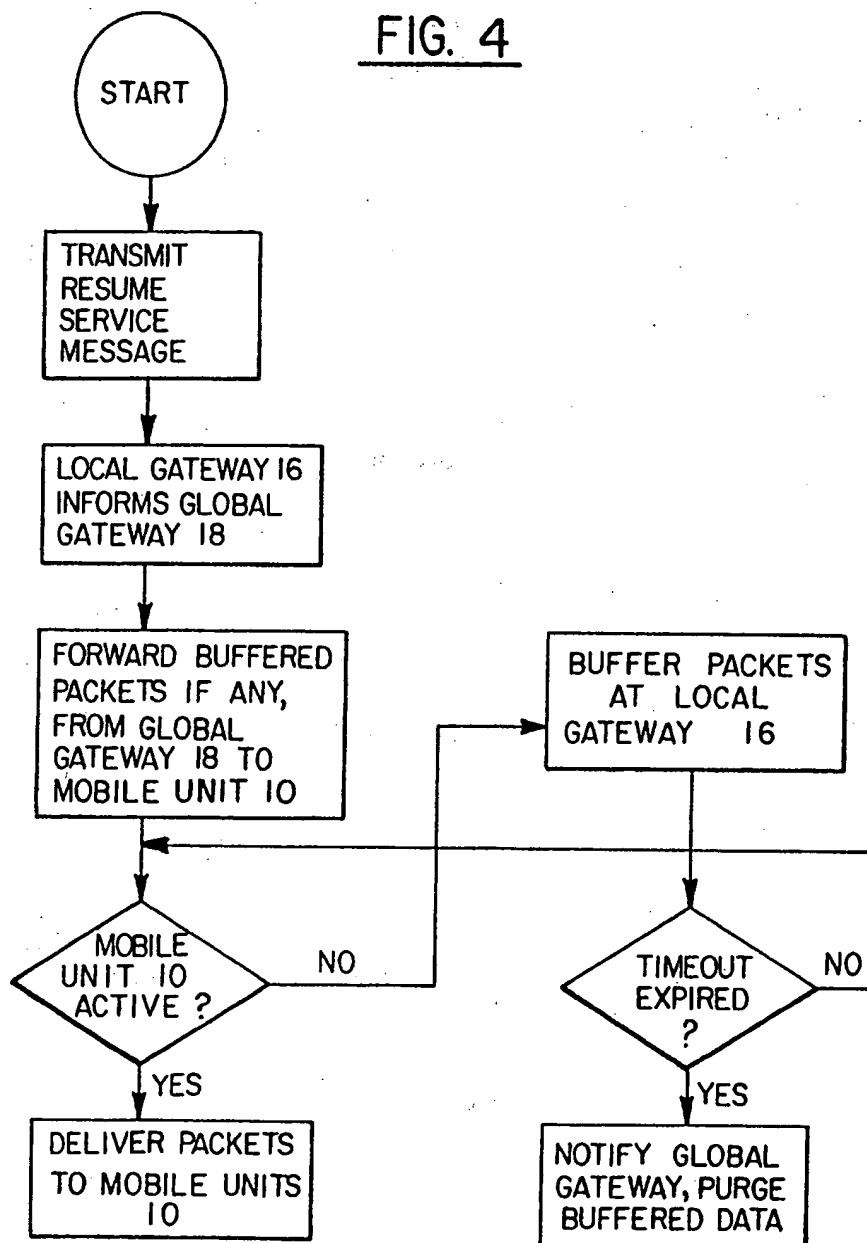 FIG. 4
START
TRANSMIT
RESUME
SERVICE
MESSAGE
LOCAL GATEWAY 16
INFORMS GLOBAL
GATEWAY 18
FORWARD BUFFERED
PACKETS IF ANY,
FROM GLOBAL
GATEWAY 18 TO
MOBILE UNIT 10
BUFFER PACKETS
AT LOCAL
GATEWAY 16
MOBILE
UNIT 10
ACTIVE ?
NO
YES
TIMEOUT
EXPIRED
?
NO
YES
DELIVER PACKETS
TO MOBILE UNITS
10
NOTIFY GLOBAL
GATEWAY, PURGE
BUFFERED DATA